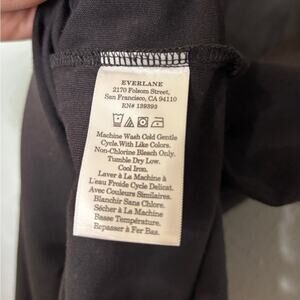 EVERLANE
2170 Folsom Street,
San Francisco, CA 94110
RN# 139393
Machine Wash Cold Gentle
Cycle.With Like Colors.
Non-Chlorine Bleach Only.
Tumble Dry Low.
Cool Iron.
Laver à La Machine à
L'eau Froide Cycle Delicat.
Avec Couleurs Similaires.
Blanchir Sans Chlore.
Sécher à La Machine
Basse Température.
Repasser à Fer Bas.